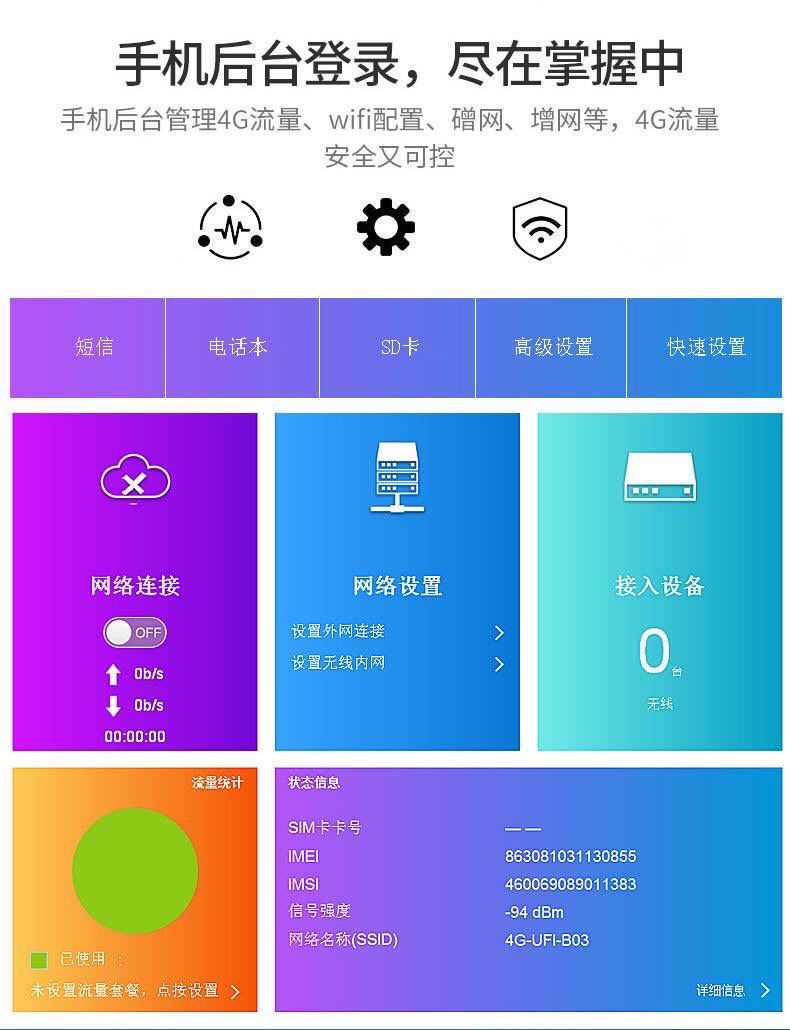 手机后台登录，尽在掌握中
手机后台管理4G流量、wifi配置、磳网、增网等，4G流量
安全又可控
短信
电话本
SD卡
高级设置
快速设置
网络连接
OFF
0b/s
0b/s
00:00:00
网络设置
设置外网连接
设置无线内网
接入设备
0台
无线
流量统计
已使用 :
未设置流量套餐，点按设置
状态信息
SIM卡卡号 — —
IMEI 863081031130855
IMSI 460069089011383
信号强度 -94 dBm
网络名称(SSID) 4G-UFI-B03
详细信息